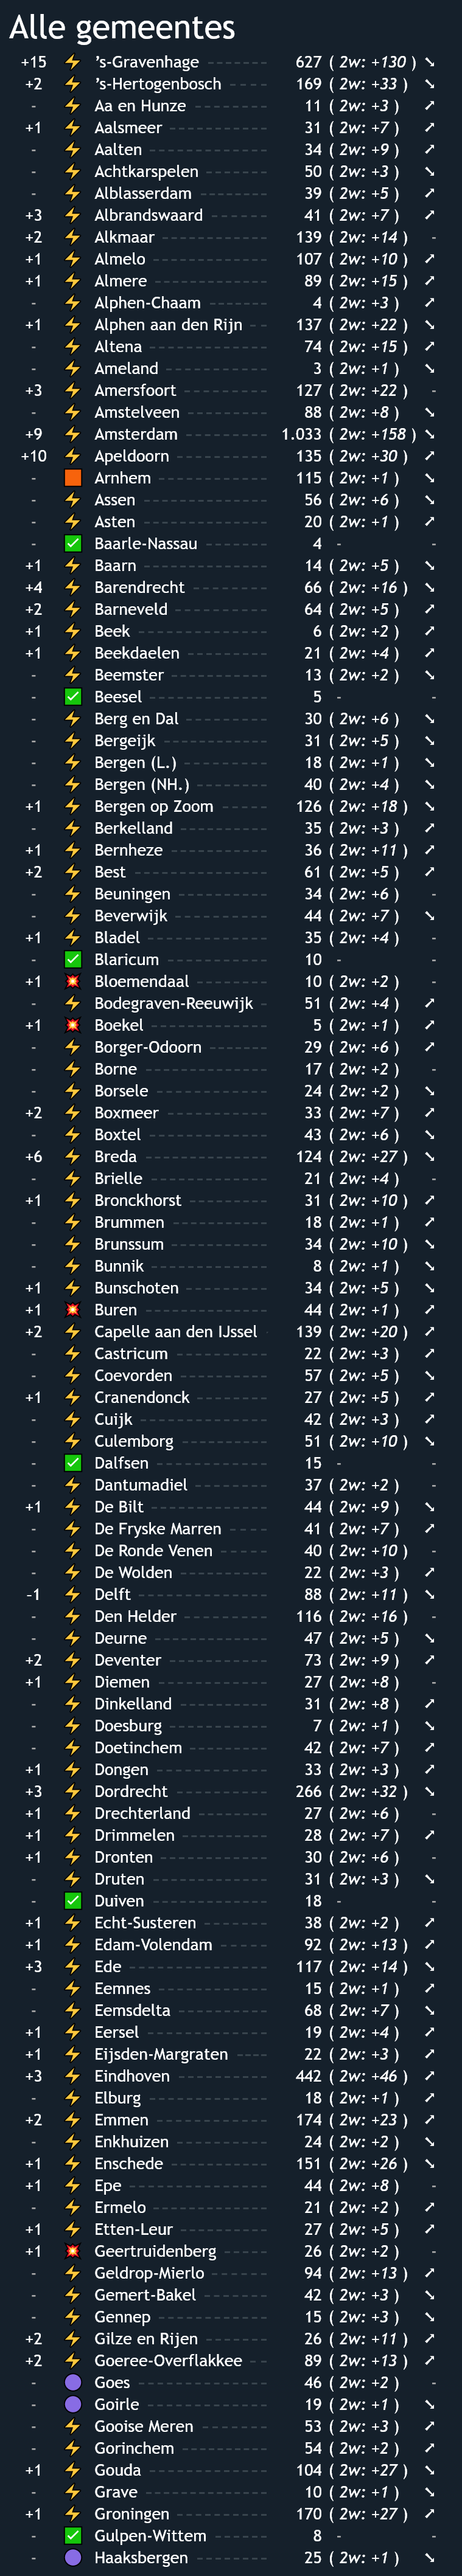 Alle gemeentes
+15 ⚡ ’s-Gravenhage 627 ( 2w: +130 ) ↘
+2 ⚡ ’s-Hertogenbosch 169 ( 2w: +33 ) ↘
- ⚡ Aa en Hunze 11 ( 2w: +3 ) ↗
+1 ⚡ Aalsmeer 31 ( 2w: +7 ) ↗
- ⚡ Aalten 34 ( 2w: +9 ) ↗
- ⚡ Achtkarspelen 50 ( 2w: +3 ) ↘
- ⚡ Alblasserdam 39 ( 2w: +5 ) ↗
+3 ⚡ Albrandswaard 41 ( 2w: +7 ) ↗
+2 ⚡ Alkmaar 139 ( 2w: +14 ) -
+1 ⚡ Almelo 107 ( 2w: +10 ) ↗
+1 ⚡ Almere 89 ( 2w: +15 ) ↗
- ⚡ Alphen-Chaam 4 ( 2w: +3 ) ↗
+1 ⚡ Alphen aan den Rijn 137 ( 2w: +22 ) ↘
- ⚡ Altena 74 ( 2w: +15 ) ↗
- ⚡ Ameland 3 ( 2w: +1 ) ↘
+3 ⚡ Amersfoort 127 ( 2w: +22 ) -
- ⚡ Amstelveen 88 ( 2w: +8 ) ↘
+9 ⚡ Amsterdam 1.033 ( 2w: +158 ) ↘
+10 ⚡ Apeldoorn 135 ( 2w: +30 ) ↗
- 🟧 Arnhem 115 ( 2w: +1 ) ↘
- ⚡ Assen 56 ( 2w: +6 ) ↘
- ⚡ Asten 20 ( 2w: +1 ) ↗
- ✅ Baarle-Nassau 4 - -
+1 ⚡ Baarn 14 ( 2w: +5 ) ↘
+4 ⚡ Barendrecht 66 ( 2w: +16 ) ↘
+2 ⚡ Barneveld 64 ( 2w: +5 ) ↗
+1 ⚡ Beek 6 ( 2w: +2 ) ↗
+1 ⚡ Beekdaelen 21 ( 2w: +4 ) ↗
- ⚡ Beemster 13 ( 2w: +2 ) ↘
- ✅ Beesel 5 - -
- ⚡ Berg en Dal 30 ( 2w: +6 ) ↘
- ⚡ Bergeijk 31 ( 2w: +5 ) ↘
- ⚡ Bergen (L.) 18 ( 2w: +1 ) ↘
- ⚡ Bergen (NH.) 40 ( 2w: +4 ) ↘
+1 ⚡ Bergen op Zoom 126 ( 2w: +18 ) ↘
- ⚡ Berkelland 35 ( 2w: +3 ) ↗
+1 ⚡ Bernheze 36 ( 2w: +11 ) ↗
+2 ⚡ Best 61 ( 2w: +5 ) ↗
- ⚡ Beuningen 34 ( 2w: +6 ) -
- ⚡ Beverwijk 44 ( 2w: +7 ) ↘
+1 ⚡ Bladel 35 ( 2w: +4 ) -
- ✅ Blaricum 10 - -
+1 💥 Bloemendaal 10 ( 2w: +2 ) -
- ⚡ Bodegraven-Reeuwijk 51 ( 2w: +4 ) ↗
+1 💥 Boekel 5 ( 2w: +1 ) ↗
- ⚡ Borger-Odoorn 29 ( 2w: +6 ) ↗
- ⚡ Borne 17 ( 2w: +2 ) -
- ⚡ Borsele 24 ( 2w: +2 ) ↘
+2 ⚡ Boxmeer 33 ( 2w: +7 ) ↗
- ⚡ Boxtel 43 ( 2w: +6 ) ↘
+6 ⚡ Breda 124 ( 2w: +27 ) ↘
- ⚡ Brielle 21 ( 2w: +4 ) -
+1 ⚡ Bronckhorst 31 ( 2w: +10 ) ↗
- ⚡ Brummen 18 ( 2w: +1 ) ↗
- ⚡ Brunssum 34 ( 2w: +10 ) ↘
- ⚡ Bunnik 8 ( 2w: +1 ) ↘
+1 ⚡ Bunschoten 34 ( 2w: +5 ) ↘
+1 💥 Buren 44 ( 2w: +1 ) ↗
+2 ⚡ Capelle aan den IJssel 139 ( 2w: +20 ) ↗
- ⚡ Castricum 22 ( 2w: +3 ) ↗
- ⚡ Coevorden 57 ( 2w: +5 ) ↘
+1 ⚡ Cranendonck 27 ( 2w: +5 ) ↗
- ⚡ Cuijk 42 ( 2w: +3 ) ↗
- ⚡ Culemborg 51 ( 2w: +10 ) ↘
- ✅ Dalfsen 15 - -
- ⚡ Dantumadiel 37 ( 2w: +2 ) -
+1 ⚡ De Bilt 44 ( 2w: +9 ) ↘
- ⚡ De Fryske Marren 41 ( 2w: +7 ) ↗
- ⚡ De Ronde Venen 40 ( 2w: +10 ) -
- ⚡ De Wolden 22 ( 2w: +3 ) ↗
-1 ⚡ Delft 88 ( 2w: +11 ) ↘
- ⚡ Den Helder 116 ( 2w: +16 ) -
- ⚡ Deurne 47 ( 2w: +5 ) ↘
+2 ⚡ Deventer 73 ( 2w: +9 ) ↗
+1 ⚡ Diemen 27 ( 2w: +8 ) -
- ⚡ Dinkelland 31 ( 2w: +8 ) ↗
- ⚡ Doesburg 7 ( 2w: +1 ) ↘
- ⚡ Doetinchem 42 ( 2w: +7 ) ↗
+1 ⚡ Dongen 33 ( 2w: +3 ) ↗
+3 ⚡ Dordrecht 266 ( 2w: +32 ) ↘
+1 ⚡ Drechterland 27 ( 2w: +6 ) -
+1 ⚡ Drimmelen 28 ( 2w: +7 ) ↗
+1 ⚡ Dronten 30 ( 2w: +6 ) -
- ⚡ Druten 31 ( 2w: +3 ) ↘
- ✅ Duiven 18 - -
+1 ⚡ Echt-Susteren 38 ( 2w: +2 ) ↗
+1 ⚡ Edam-Volendam 92 ( 2w: +13 ) ↗
+3 ⚡ Ede 117 ( 2w: +14 ) ↘
- ⚡ Eemnes 15 ( 2w: +1 ) ↗
- ⚡ Eemsdelta 68 ( 2w: +7 ) ↘
+1 ⚡ Eersel 19 ( 2w: +4 ) ↗
+1 ⚡ Eijsden-Margraten 22 ( 2w: +3 ) ↗
+3 ⚡ Eindhoven 442 ( 2w: +46 ) ↗
- ⚡ Elburg 18 ( 2w: +1 ) ↗
+2 ⚡ Emmen 174 ( 2w: +23 ) ↗
- ⚡ Enkhuizen 24 ( 2w: +2 ) ↘
+1 ⚡ Enschede 151 ( 2w: +26 ) ↘
+1 ⚡ Epe 44 ( 2w: +8 ) -
- ⚡ Ermelo 21 ( 2w: +2 ) ↗
+1 ⚡ Etten-Leur 27 ( 2w: +5 ) ↗
+1 💥 Geertruidenberg 26 ( 2w: +2 ) -
- ⚡ Geldrop-Mierlo 94 ( 2w: +13 ) ↗
- ⚡ Gemert-Bakel 42 ( 2w: +3 ) ↘
- ⚡ Gennep 15 ( 2w: +3 ) ↘
+2 ⚡ Gilze en Rijen 26 ( 2w: +11 ) ↗
+2 ⚡ Goeree-Overflakkee 89 ( 2w: +13 ) ↗
- 🟣 Goes 46 ( 2w: +2 ) -
- 🟣 Goirle 19 ( 2w: +1 ) ↘
- ⚡ Gooise Meren 53 ( 2w: +3 ) ↗
- ⚡ Gorinchem 54 ( 2w: +2 ) ↗
+1 ⚡ Gouda 104 ( 2w: +27 ) ↘
- ⚡ Grave 10 ( 2w: +1 ) ↘
+1 ⚡ Groningen 170 ( 2w: +27 ) ↗
- ✅ Gulpen-Wittem 8 - -
- 🟣 Haaksbergen 25 ( 2w: +1 ) ↘